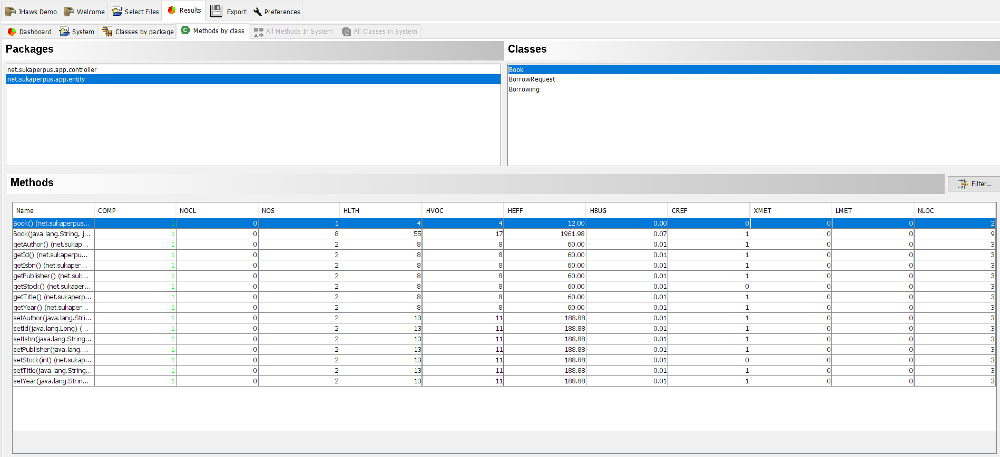 JHawk Demo Welcome Select Files Results Export Preferences
Dashboard System Classes by package Methods by class All Methods In System All Classes in System
Packages
Classes
net.sukaperpus.app.controller
net.sukaperpus.app.entity
Book
BorrowRequest
Borrowing
Methods
Filter..
Name COMP NOCL NOS HLTH HVOC HEFF HBUG CREF XMET LMET NLOC
Book() (net.sukaperpus... 1 0 1 4 4 12.00 0.00 0 0 0 2
Book(java.lang.String, j... 1 0 8 55 17 1961.98 0.07 1 0 0 9
getAuthor() (net.sukap... 1 0 2 8 8 60.00 0.01 1 0 0 3
getId() (net.sukaperpu... 1 0 2 8 8 60.00 0.01 1 0 0 3
getIsbn() (net.sukaper... 1 0 2 8 8 60.00 0.01 1 0 0 3
getPublisher() (net.suk... 1 0 2 8 8 60.00 0.01 1 0 0 3
getStock() (net.sukaper... 1 0 2 8 8 60.00 0.01 0 0 0 3
getTitle() (net.sukaperp... 1 0 2 8 8 60.00 0.01 1 0 0 3
getYear() (net.sukaper... 1 0 2 8 8 60.00 0.01 1 0 0 3
setAuthor(java.lang.Stri... 1 0 2 13 11 188.88 0.01 1 0 0 3
setId(java.lang.Long) (... 1 0 2 13 11 188.88 0.01 1 0 0 3
setIsbn(java.lang.String... 1 0 2 13 11 188.88 0.01 1 0 0 3
setPublisher(java.lang.... 1 0 2 13 11 188.88 0.01 1 0 0 3
setStock(int) (net.sukap... 1 0 2 13 11 188.88 0.01 0 0 0 3
setTitle(java.lang.String... 1 0 2 13 11 188.88 0.01 1 0 0 3
setYear(java.lang.Strin... 1 0 2 13 11 188.88 0.01 1 0 0 3